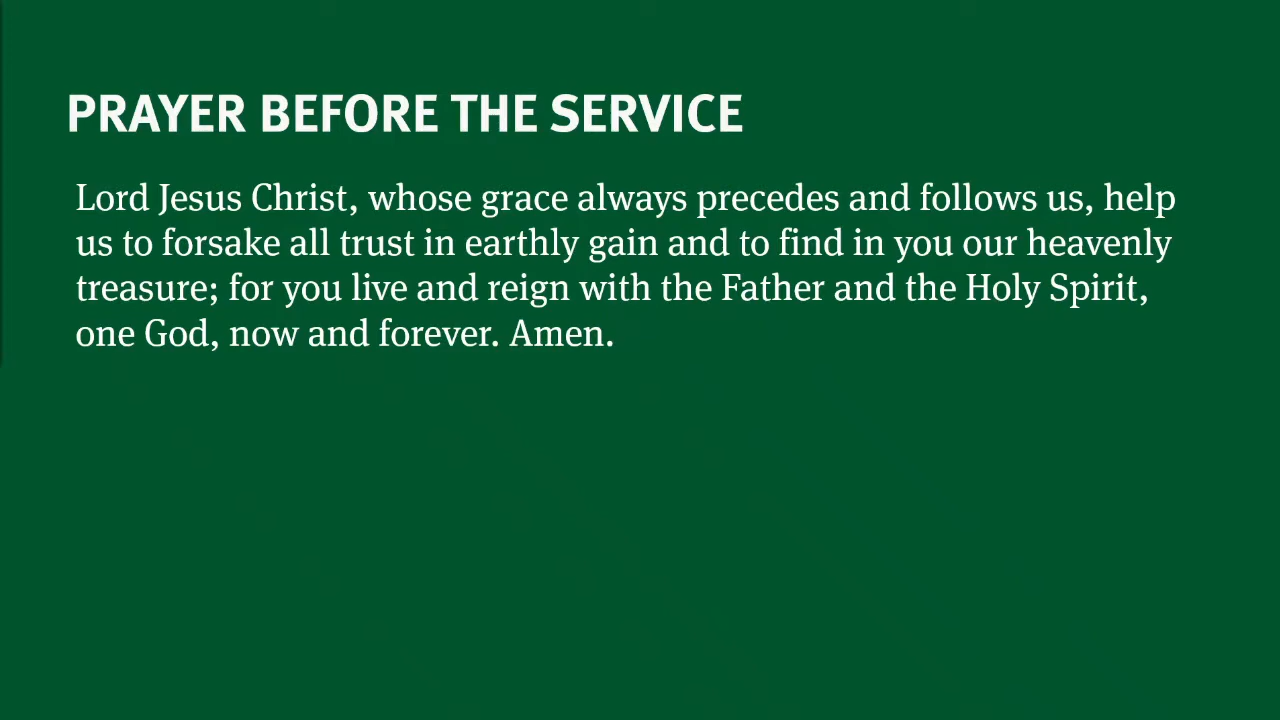 PRAYER BEFORE THE SERVICE
Lord Jesus Christ, whose grace always precedes and follows us, help
us to forsake all trust in earthly gain and to find in you our heavenly
treasure; for you live and reign with the Father and the Holy Spirit,
one God, now and forever. Amen.